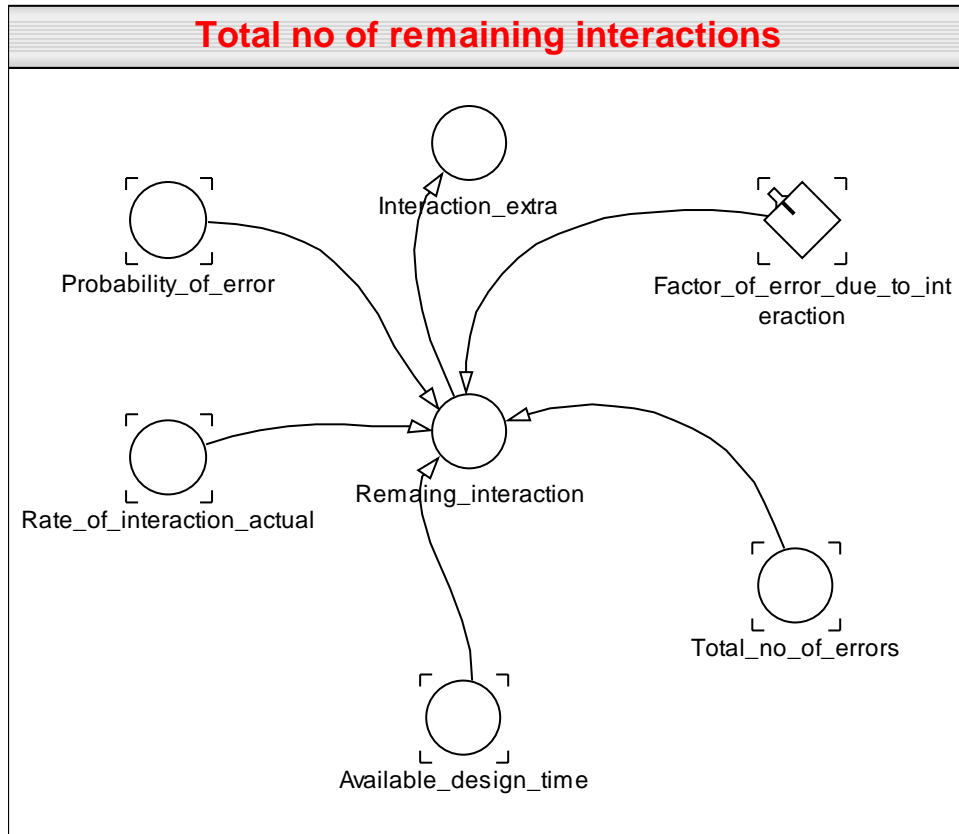 Total no of remaining interactions
Interaction_extra
Probability_of_error
Factor_of_error_due_to_int
eraction
Remaing_interaction
Rate_of_interaction_actual
Total_no_of_errors
Available_design_time